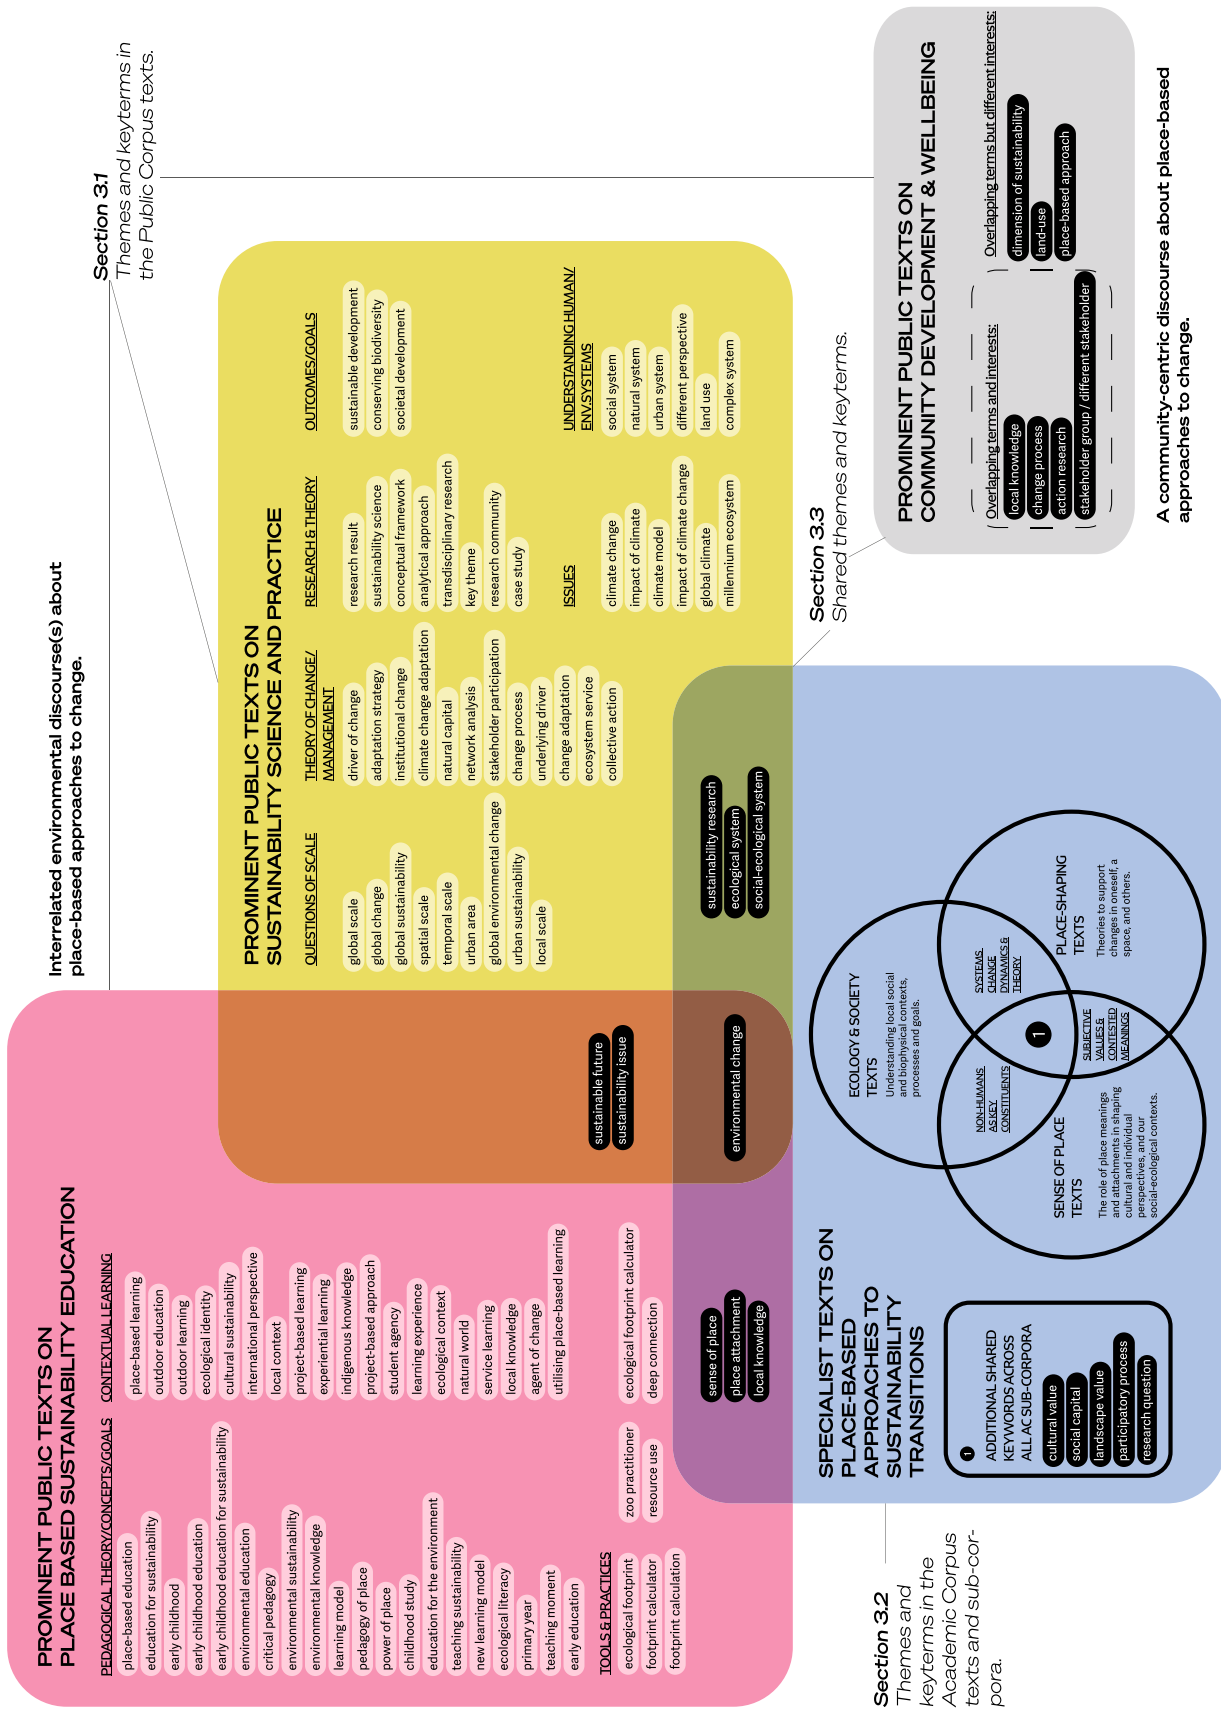 Interrelated environmental discourse(s) about
place-based approaches to change.
Section 3.1
Themes and keyterms in
the Public Corpus texts.
PROMINENT PUBLIC TEXTS ON
PLACE BASED SUSTAINABILITY EDUCATION
PEDAGOGICAL THEORY/CONCEPTS/GOALS
place-based education
education for sustainability
early childhood
early childhood education
early childhood education for sustainability
environmental education
critical pedagogy
environmental sustainability
environmental knowledge
learning model
pedagogy of place
power of place
childhood study
education for the environment
teaching sustainability
new learning model
ecological literacy
primary year
teaching moment
early education
CONTEXTUAL LEARNING
place-based learning
outdoor education
outdoor learning
ecological identity
cultural sustainability
international perspective
local context
project-based learning
experiential learning
indigenous knowledge
project-based approach
student agency
learning experience
ecological context
natural world
service learning
local knowledge
agent of change
utilising place-based learning
TOOLS & PRACTICES
ecological footprint
footprint calculator
footprint calculation
zoo practitioner
resource use
ecological footprint calculator
deep connection
sustainable future
sustainability issue
environmental change
sense of place
place attachment
local knowledge
PROMINENT PUBLIC TEXTS ON
SUSTAINABILITY SCIENCE AND PRACTICE
QUESTIONS OF SCALE
global scale
global change
global sustainability
spatial scale
temporal scale
urban area
global environmental change
urban sustainability
local scale
THEORY OF CHANGE/
MANAGEMENT
driver of change
adaptation strategy
institutional change
climate change adaptation
natural capital
network analysis
stakeholder participation
change process
underlying driver
change adaptation
ecosystem service
collective action
RESEARCH & THEORY
research result
sustainability science
conceptual framework
analytical approach
transdisciplinary research
key theme
research community
case study
OUTCOMES/GOALS
sustainable development
conserving biodiversity
societal development
ISSUES
climate change
impact of climate
climate model
impact of climate change
global climate
millennium ecosystem
UNDERSTANDING HUMAN/
ENV.SYSTEMS
social system
natural system
urban system
different perspective
land use
complex system
sustainability research
ecological system
social-ecological system
Section 3.3
Shared themes and keyterms.
Section 3.2
Themes and
keyterms in the
Academic Corpus
texts and sub-cor-
pora.
SPECIALIST TEXTS ON
PLACE-BASED
APPROACHES TO
SUSTAINABILITY
TRANSITIONS
1
ADDITIONAL SHARED
KEYWORDS ACROSS
ALL AC SUB-CORPORA
cultural value
social capital
landscape value
participatory process
research question
ECOLOGY & SOCIETY
TEXTS
Understanding local social
and biophysical contexts,
processes and goals.
SENSE OF PLACE
TEXTS
The role of place meanings
and attachments in shaping
cultural and individual
perspectives, and our
social-ecological contexts.
PLACE-SHAPING
TEXTS
Theories to support
changes in oneself, a
space, and others.
NON-HUMANS
AS KEY
CONSTITUENTS
SYSTEMS
CHANGE
DYNAMICS &
THEORY
1
SUBJECTIVE
VALUES &
CONTESTED
MEANINGS
PROMINENT PUBLIC TEXTS ON
COMMUNITY DEVELOPMENT & WELLBEING
Overlapping terms and interests:
local knowledge
change process
action research
stakeholder group / different stakeholder
Overlapping terms but different interests:
dimension of sustainability
land-use
place-based approach
A community-centric discourse about place-based
approaches to change.